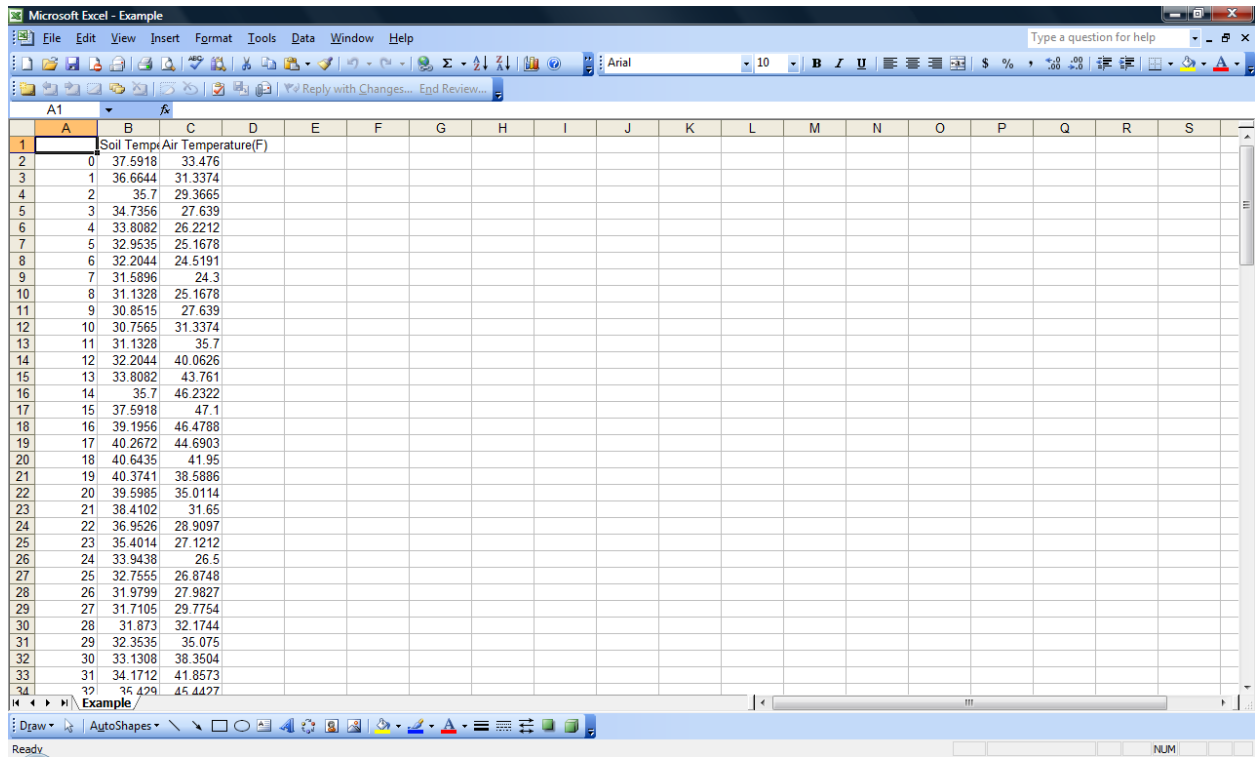 Microsoft Excel - Example
File Edit View Insert Format Tools Data Window Help Type a question for help
Arial 10 B I U $ % ,
Reply with Changes... End Review...
A1 fx
A B C D E F G H I J K L M N O P Q R S
1 Soil Tempe Air Temperature(F)
2 0 37.5918 33.476
3 1 36.6644 31.3374
4 2 35.7 29.3665
5 3 34.7356 27.639
6 4 33.8082 26.2212
7 5 32.9535 25.1678
8 6 32.2044 24.5191
9 7 31.5896 24.3
10 8 31.1328 25.1678
11 9 30.8515 27.639
12 10 30.7565 31.3374
13 11 31.1328 35.7
14 12 32.2044 40.0626
15 13 33.8082 43.761
16 14 35.7 46.2322
17 15 37.5918 47.1
18 16 39.1956 46.4788
19 17 40.2672 44.6903
20 18 40.6435 41.95
21 19 40.3741 38.5886
22 20 39.5985 35.0114
23 21 38.4102 31.65
24 22 36.9526 28.9097
25 23 35.4014 27.1212
26 24 33.9438 26.5
27 25 32.7555 26.8748
28 26 31.9799 27.9827
29 27 31.7105 29.7754
30 28 31.873 32.1744
31 29 32.3535 35.075
32 30 33.1308 38.3504
33 31 34.1712 41.8573
34 32 35.429 45.4427
Example
Draw AutoShapes A
Ready NUM